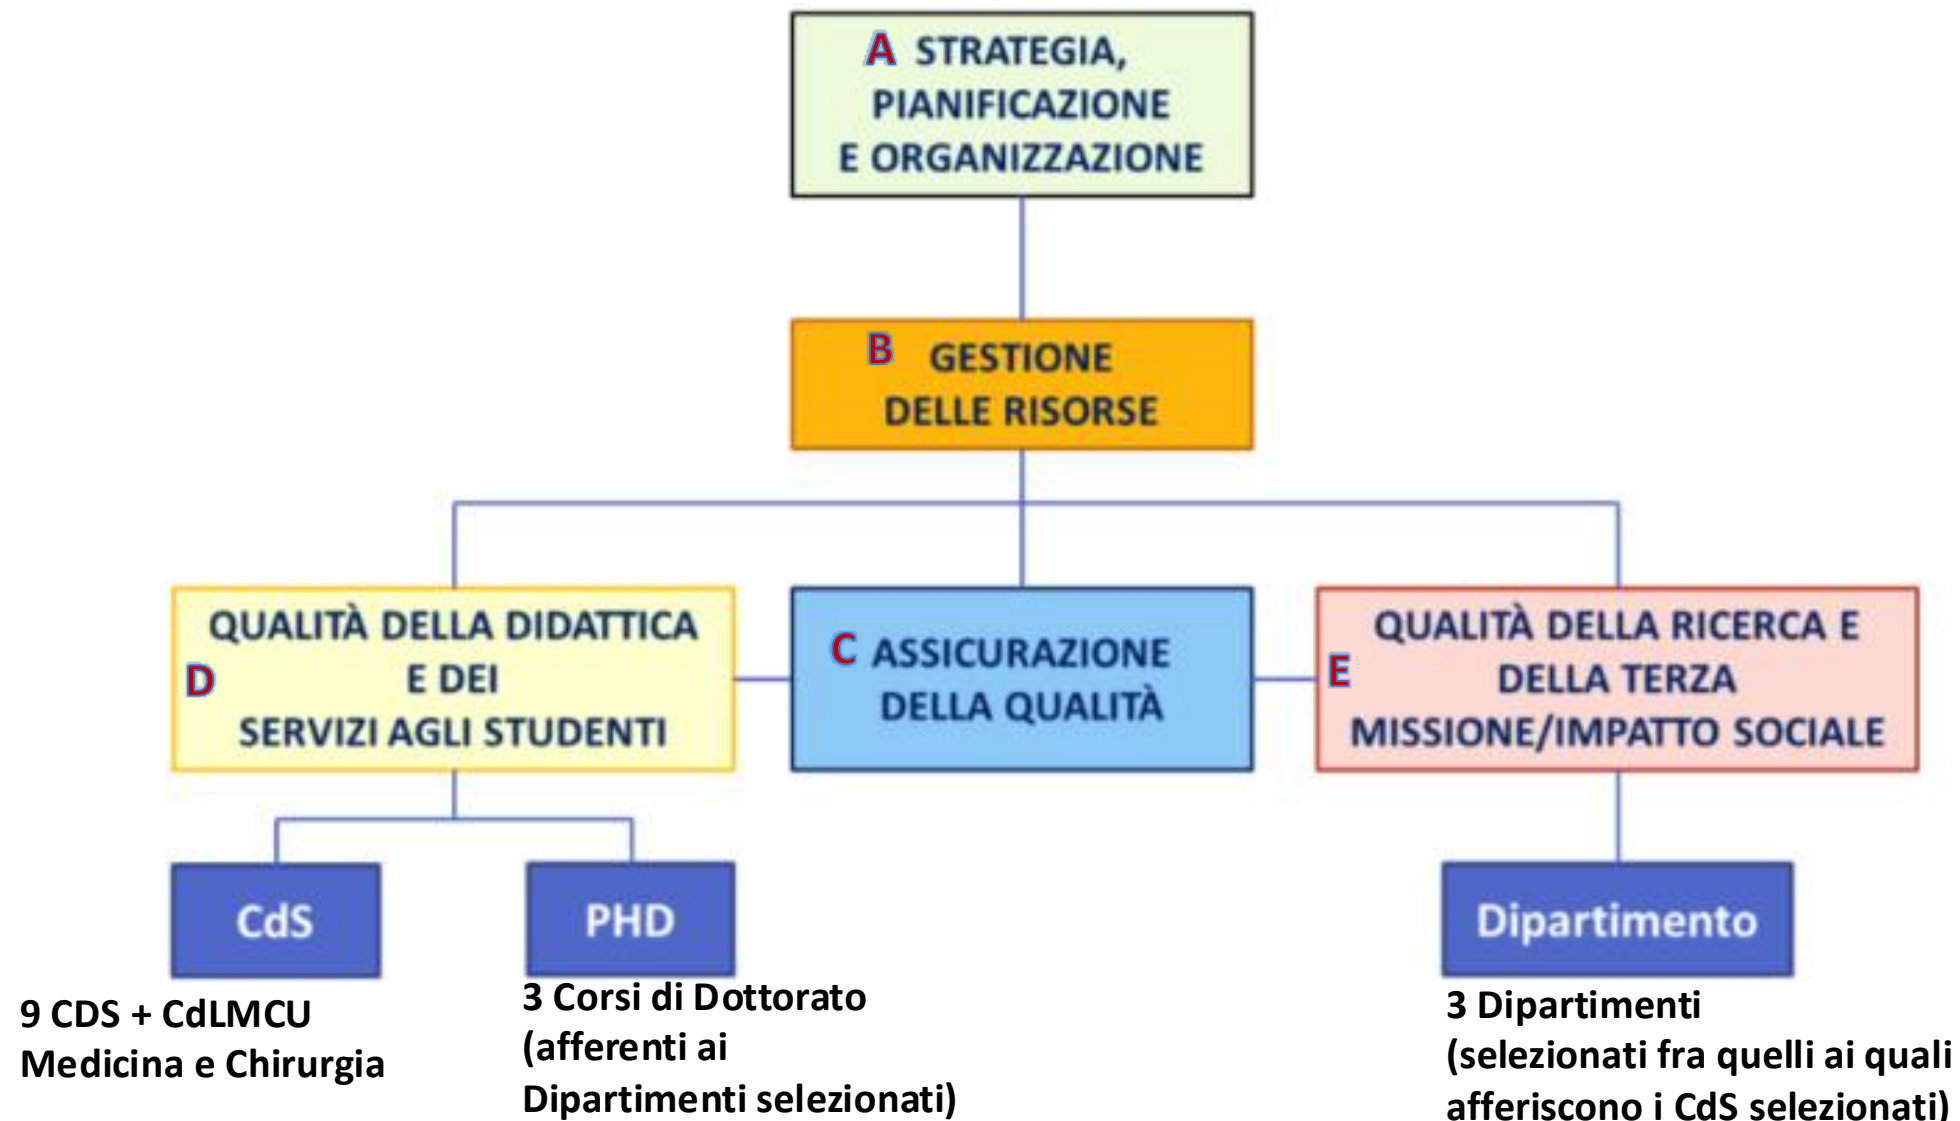 A STRATEGIA,
PIANIFICAZIONE
E ORGANIZZAZIONE
B GESTIONE
DELLE RISORSE
QUALITÀ DELLA DIDATTICA
D E DEI
SERVIZI AGLI STUDENTI
C ASSICURAZIONE
DELLA QUALITÀ
QUALITÀ DELLA RICERCA E
E DELLA TERZA
MISSIONE/IMPATTO SOCIALE
CdS
PHD
Dipartimento
9 CDS + CdLMCU
Medicina e Chirurgia
3 Corsi di Dottorato
(afferenti ai
Dipartimenti selezionati)
3 Dipartimenti
(selezionati fra quelli ai quali
afferiscono i CdS selezionati)